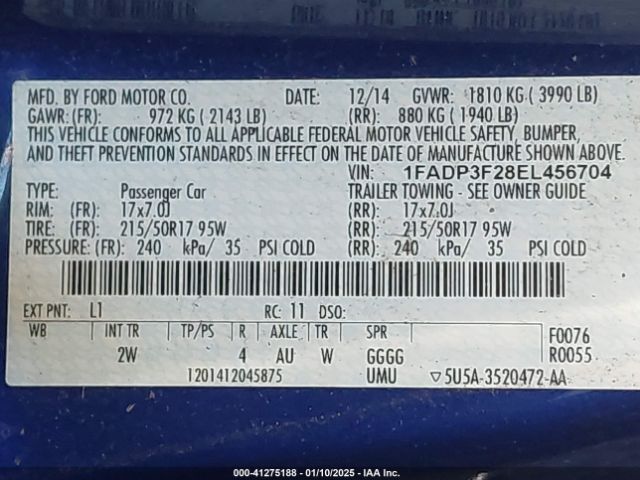 MFD. BY FORD MOTOR CO. DATE: 12/14 GVWR: 1810 KG ( 3990 LB)
GAWR: (FR): 972 KG ( 2143 LB) (RR): 880 KG ( 1940 LB)
THIS VEHICLE CONFORMS TO ALL APPLICABLE FEDERAL MOTOR VEHICLE SAFETY, BUMPER,
AND THEFT PREVENTION STANDARDS IN EFFECT ON THE DATE OF MANUFACTURE SHOWN ABOVE.
VIN: 1FADP3F28EL456704
TYPE: Passenger Car TRAILER TOWING - SEE OWNER GUIDE
RIM: (FR): 17x7.0J (RR): 17x7.0J
TIRE: (FR): 215/50R17 95W (RR): 215/50R17 95W
PRESSURE: (FR): 240 kPa/ 35 PSI COLD (RR): 240 kPa/ 35 PSI COLD
EXT PNT: L1 RC: 11 DSO:
WB INT TR TP/PS R AXLE TR SPR F0076
2W 4 AU W GGGG R0055
1201412045875 UMU ▽5U5A-3520472-AA
000-41275188 - 01/10/2025 - IAA Inc.